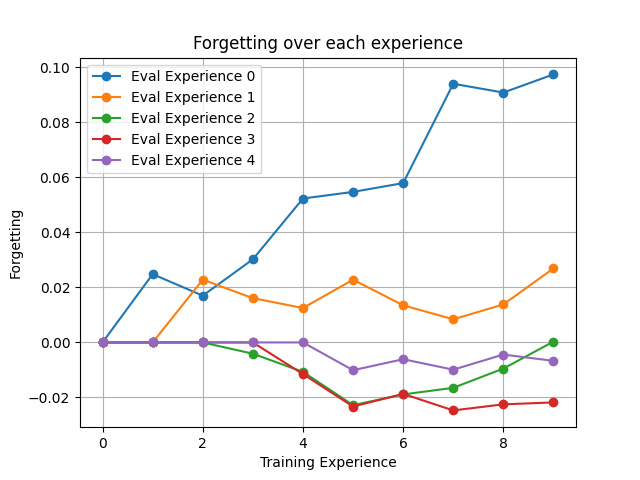 Forgetting over each experience
Eval Experience 0
Eval Experience 1
Eval Experience 2
Eval Experience 3
Eval Experience 4
0.10
0.08
0.06
0.04
0.02
0.00
−0.02
Forgetting
0 2 4 6 8
Training Experience